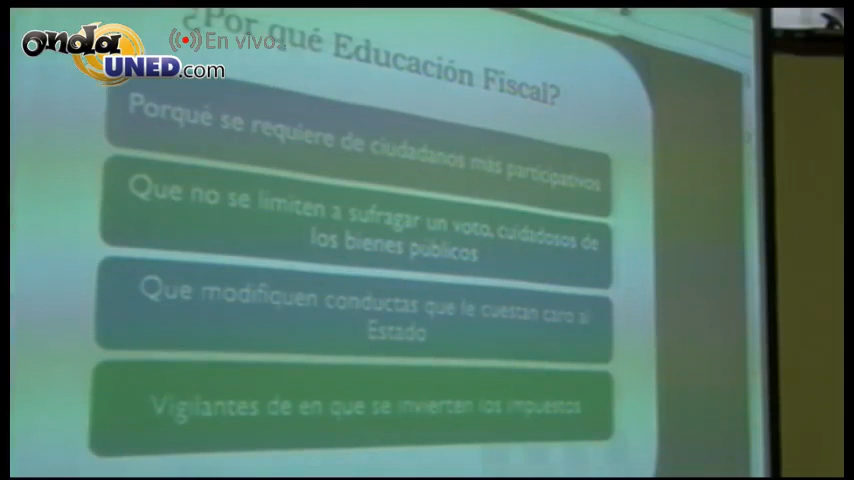 onda
UNED.com
En vivo
¿Por qué Educación Fiscal?
Porqué se requiere de ciudadanos más participativos
Que no se limiten a sufragar un voto, cuidadosos de
los bienes publicos
Que modifiquen conductas que le cuestan caro al
Estado
Vigilantes de en que se invierten los impuestos